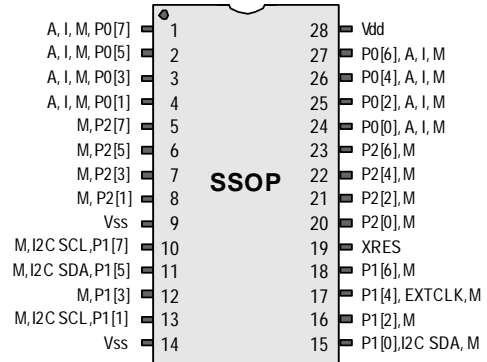 A, I, M, P0[7] 1 28 Vdd
A, I, M, P0[5] 2 27 P0[6], A, I, M
A, I, M, P0[3] 3 26 P0[4], A, I, M
A, I, M, P0[1] 4 25 P0[2], A, I, M
M, P2[7] 5 24 P0[0], A, I, M
M, P2[5] 6 23 P2[6], M
M, P2[3] 7 22 P2[4], M
SSOP
M, P2[1] 8 21 P2[2], M
Vss 9 20 P2[0], M
M, I2C SCL, P1[7] 10 19 XRES
M, I2C SDA, P1[5] 11 18 P1[6], M
M, P1[3] 12 17 P1[4], EXTCLK, M
M, I2C SCL, P1[1] 13 16 P1[2], M
Vss 14 15 P1[0], I2C SDA, M